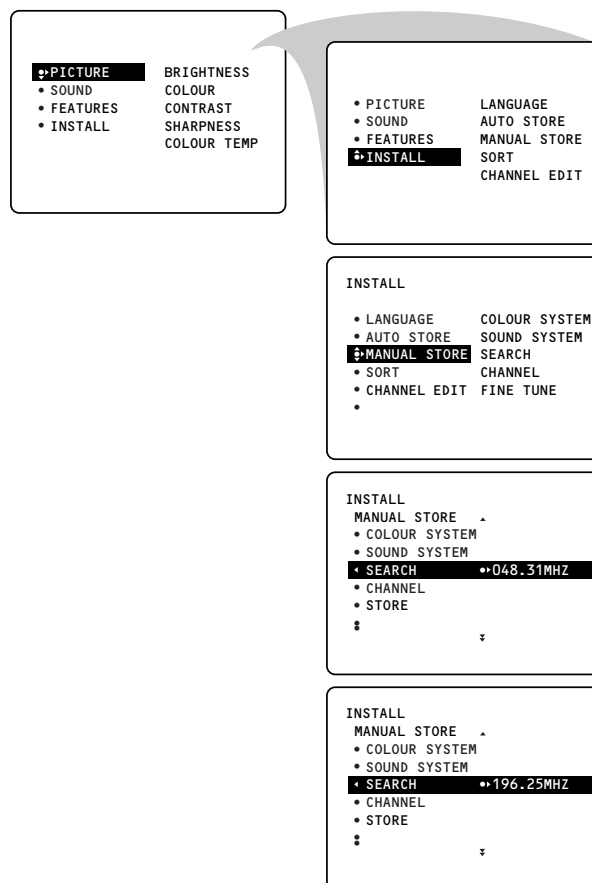 PICTURE BRIGHTNESS
• SOUND COLOUR
• FEATURES CONTRAST
• INSTALL SHARPNESS
COLOUR TEMP
• PICTURE LANGUAGE
• SOUND AUTO STORE
• FEATURES MANUAL STORE
INSTALL SORT
CHANNEL EDIT
INSTALL
• LANGUAGE COLOUR SYSTEM
• AUTO STORE SOUND SYSTEM
MANUAL STORE SEARCH
• SORT CHANNEL
• CHANNEL EDIT FINE TUNE
•
INSTALL
MANUAL STORE
• COLOUR SYSTEM
• SOUND SYSTEM
SEARCH 048.31MHZ
• CHANNEL
• STORE
INSTALL
MANUAL STORE
• COLOUR SYSTEM
• SOUND SYSTEM
SEARCH 196.25MHZ
• CHANNEL
• STORE